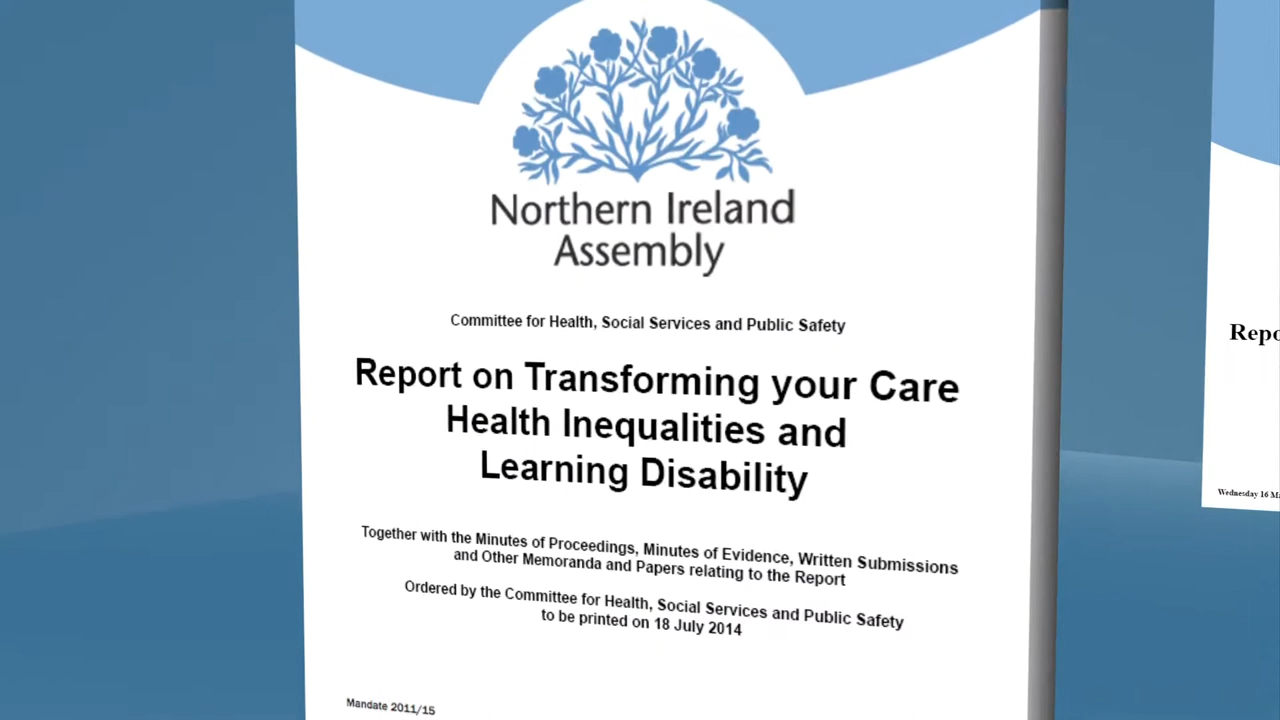 Northern Ireland
Assembly
Committee for Health, Social Services and Public Safety
Report on Transforming your Care
Health Inequalities and
Learning Disability
Together with the Minutes of Proceedings, Minutes of Evidence, Written Submissions
and Other Memoranda and Papers relating to the Report
Ordered by the Committee for Health, Social Services and Public Safety
to be printed on 18 July 2014
Mandate 2011/15
Wednesday 16